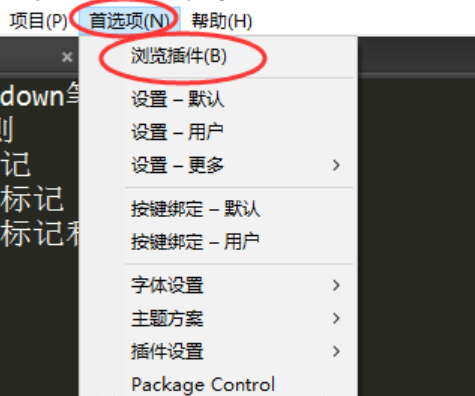 项目(P) 首选项(N) 帮助(H)
浏览插件(B)
down笔
设置 – 默认
则
设置 – 用户
记
设置 – 更多
标记
按键绑定 – 默认
标记和
按键绑定 – 用户
字体设置
主题方案
插件设置
Package Control